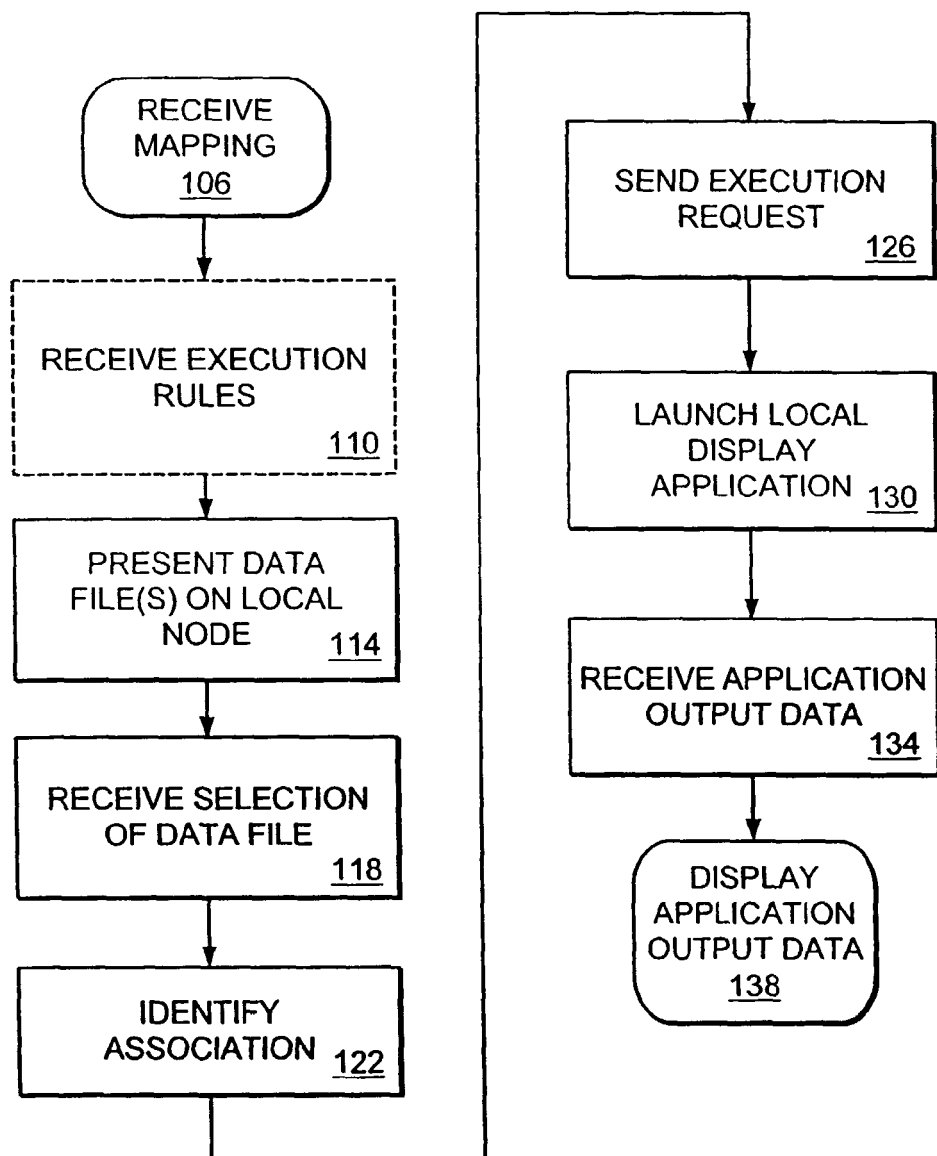 RECEIVE
MAPPING
106
RECEIVE EXECUTION
RULES
110
PRESENT DATA
FILE(S) ON LOCAL
NODE
114
RECEIVE SELECTION
OF DATA FILE
118
IDENTIFY
ASSOCIATION
122
SEND EXECUTION
REQUEST
126
LAUNCH LOCAL
DISPLAY
APPLICATION
130
RECEIVE APPLICATION
OUTPUT DATA
134
DISPLAY
APPLICATION
OUTPUT DATA
138